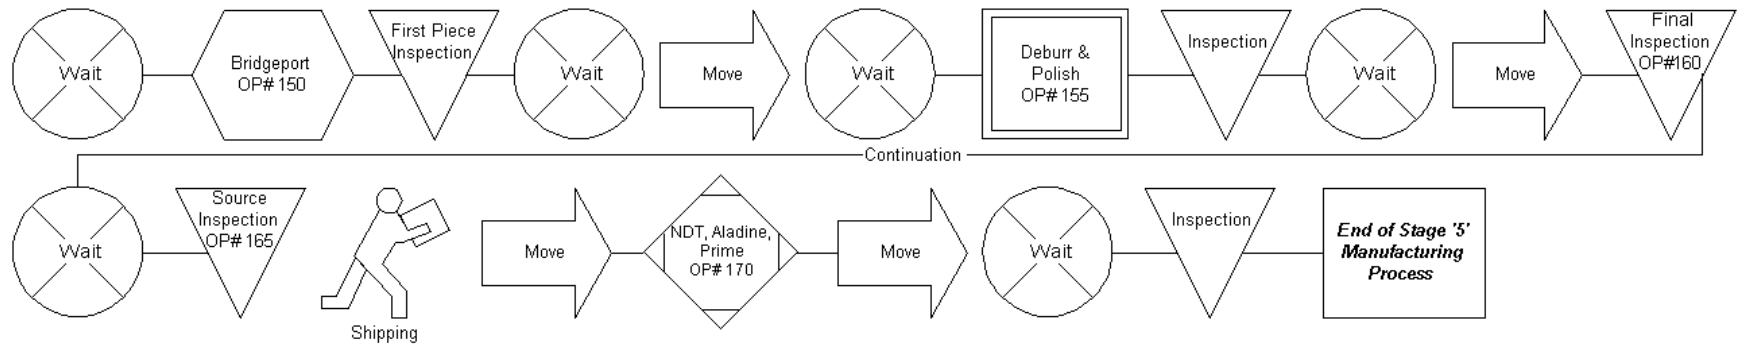 Wait
Bridgeport
OP# 150
First Piece
Inspection
Wait
Move
Wait
Deburr &
Polish
OP# 155
Inspection
Wait
Move
Final
Inspection
OP#160
Continuation
Wait
Source
Inspection
OP# 165
Shipping
Move
NDT, Aladine,
Prime
OP# 170
Move
Wait
Inspection
End of Stage '5'
Manufacturing
Process